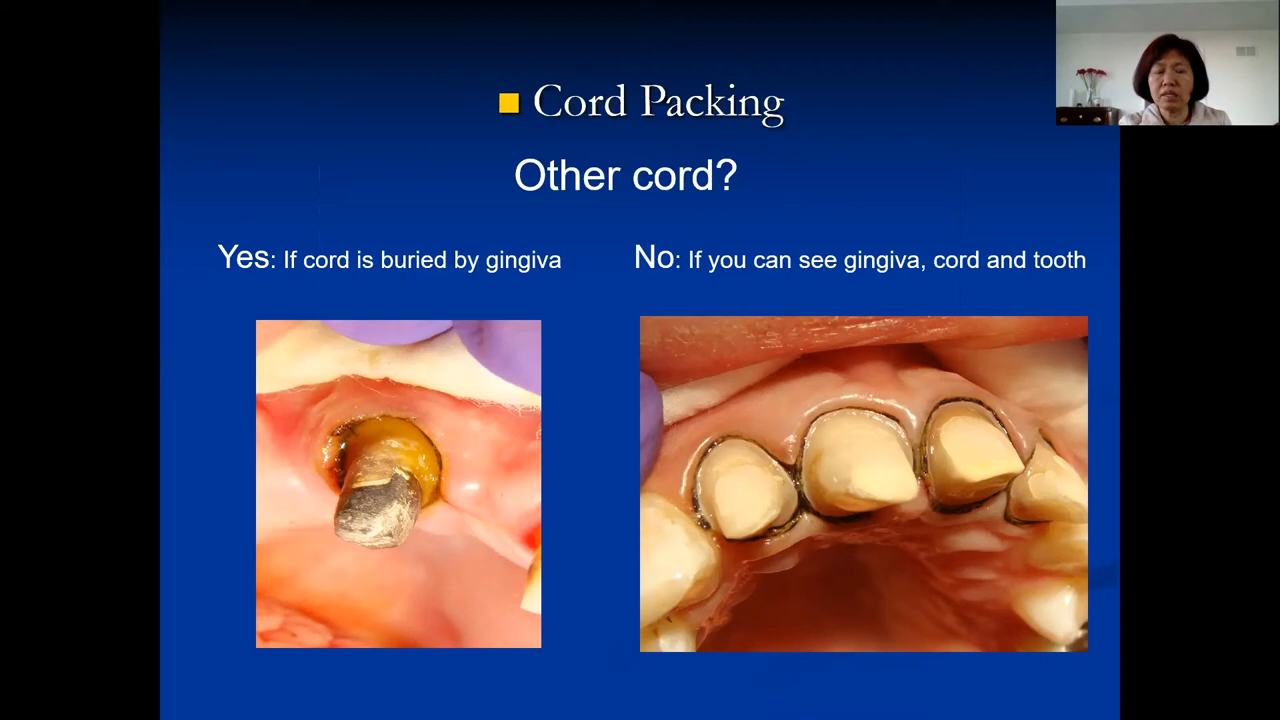 Cord Packing
Other cord?
Yes: If cord is buried by gingiva
No: If you can see gingiva, cord and tooth